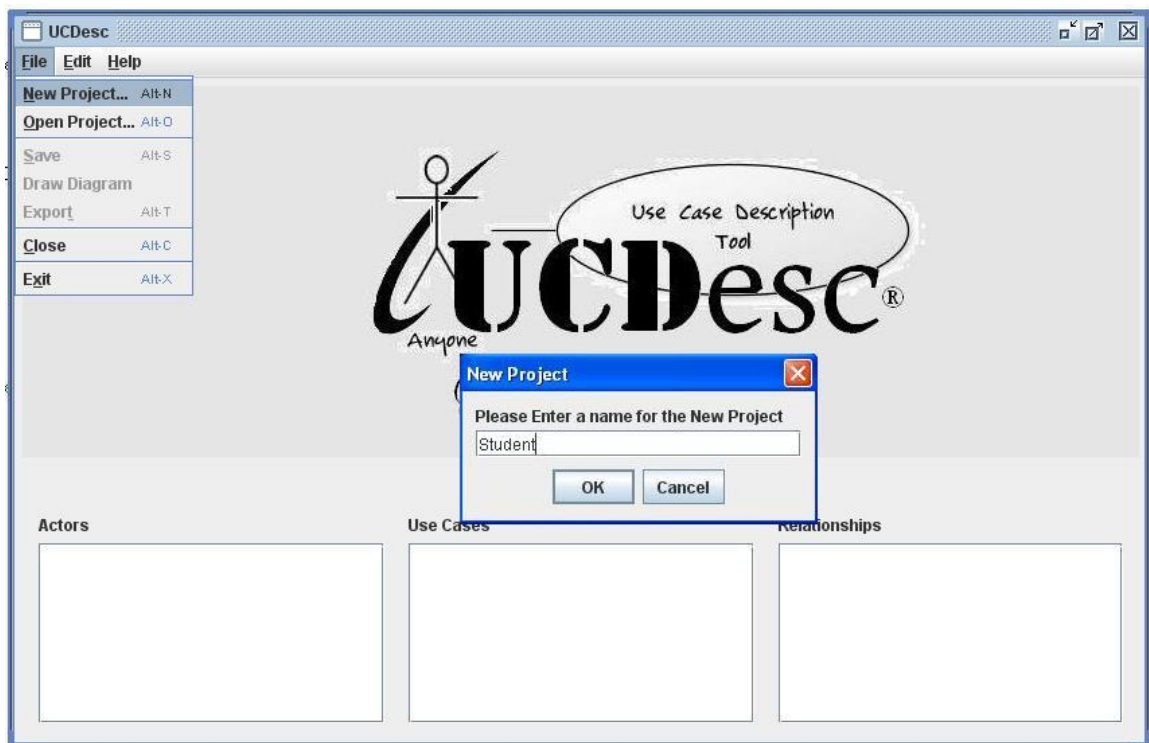 UCDesc
File Edit Help
New Project... Alt-N
Open Project... Alt-O
Save Alt-S
Draw Diagram
Export Alt-T
Close Alt-C
Exit Alt-X
Use Case Description
Tool
UCDesc®
Anyone
New Project
Please Enter a name for the New Project
Student
OK Cancel
Actors Use Cases Relationships